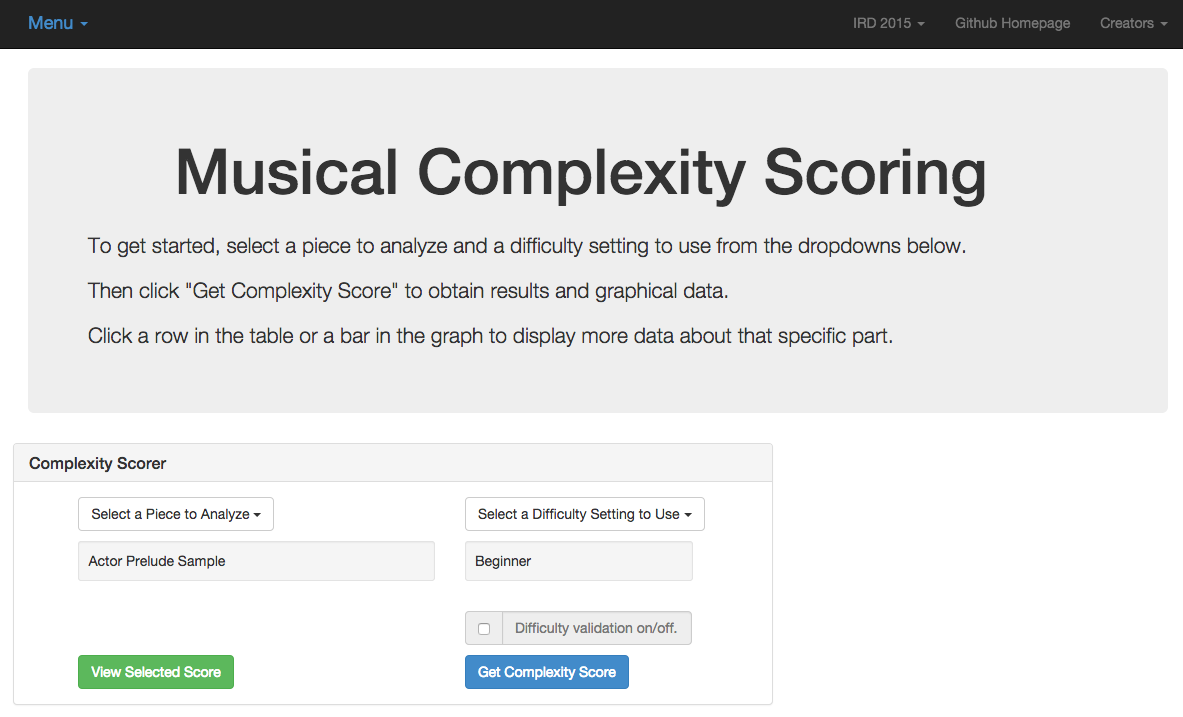 Menu IRD 2015 Github Homepage Creators
Musical Complexity Scoring
To get started, select a piece to analyze and a difficulty setting to use from the dropdowns below.
Then click "Get Complexity Score" to obtain results and graphical data.
Click a row in the table or a bar in the graph to display more data about that specific part.
Complexity Scorer
Select a Piece to Analyze Select a Difficulty Setting to Use
Actor Prelude Sample Beginner
Difficulty validation on/off.
View Selected Score Get Complexity Score